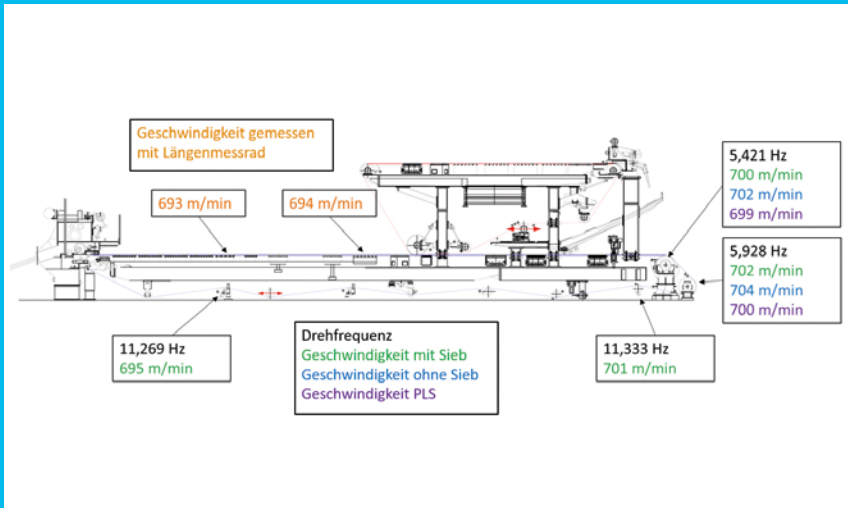 Geschwindigkeit gemessen
mit Längenmessrad
693 m/min
694 m/min
5,421 Hz
700 m/min
702 m/min
699 m/min
5,928 Hz
702 m/min
704 m/min
700 m/min
11,269 Hz
695 m/min
Drehfrequenz
Geschwindigkeit mit Sieb
Geschwindigkeit ohne Sieb
Geschwindigkeit PLS
11,333 Hz
701 m/min